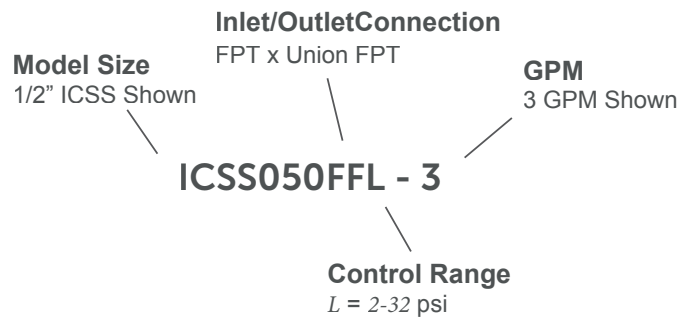 Inlet/OutletConnection
FPT x Union FPT
Model Size
1/2” ICSS Shown
GPM
3 GPM Shown
ICSS050FFL - 3
Control Range
L = 2-32 psi